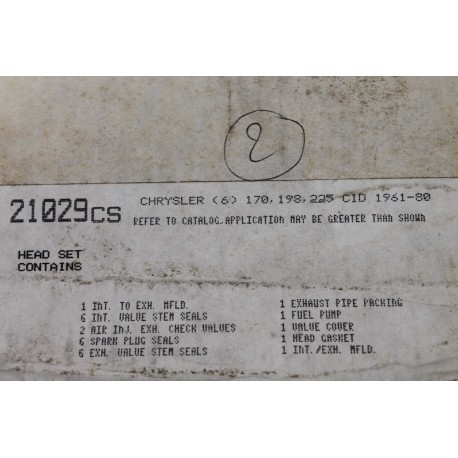 2
21029CS CHRYSLER (6) 170,198,225 CID 1961-80
REFER TO CATALOG. APPLICATION MAY BE GREATER THAN SHOWN
HEAD SET
CONTAINS
1 INT. TO EXH. MFLD.
6 INT. VALVE STEM SEALS
2 AIR INJ. EXH. CHECK VALVES
6 SPARK PLUG SEALS
6 EXH. VALVE STEM SEALS
1 EXHAUST PIPE PACKING
1 FUEL PUMP
1 VALVE COVER
1 HEAD GASKET
1 INT./EXH. MFLD.